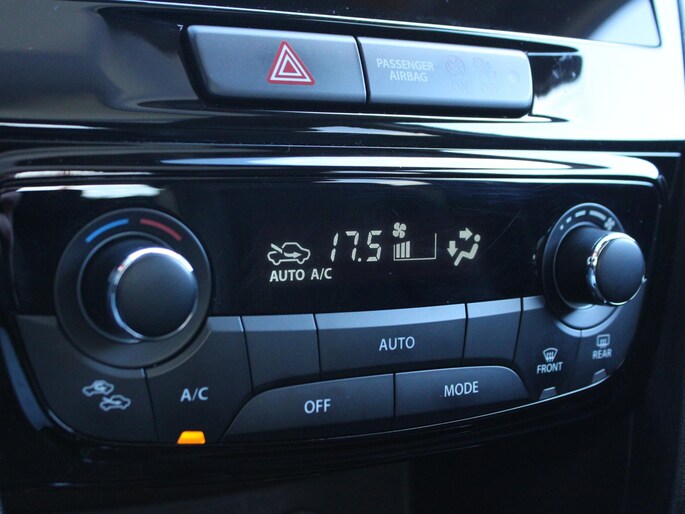 PASSENGER
AIRBAG
17.5
AUTO A/C
AUTO
A/C
OFF
MODE
FRONT
REAR